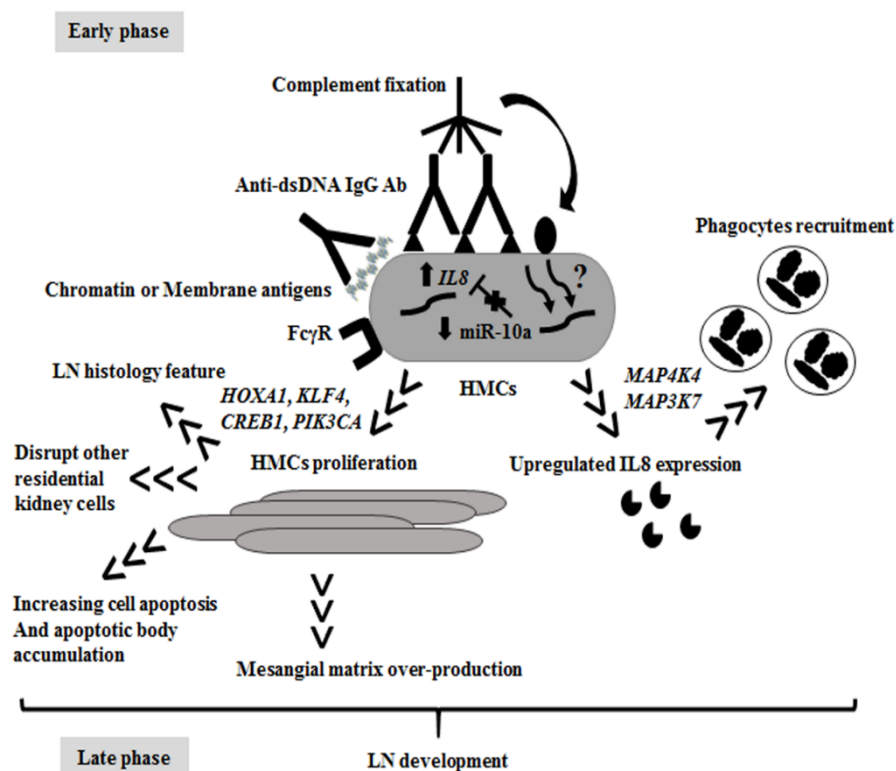 Early phase
Complement fixation
Anti-dsDNA IgG Ab
Phagocytes recruitment
?
IL8
Chromatin or Membrane antigens
miR-10a
FcγR
LN histology feature
HMCs
MAP4K4
MAP3K7
HOXA1, KLF4,
CREB1, PIK3CA
Disrupt other
residential
kidney cells
HMCs proliferation
Upregulated IL8 expression
Increasing cell apoptosis
And apoptotic body
accumulation
Mesangial matrix over-production
Late phase
LN development